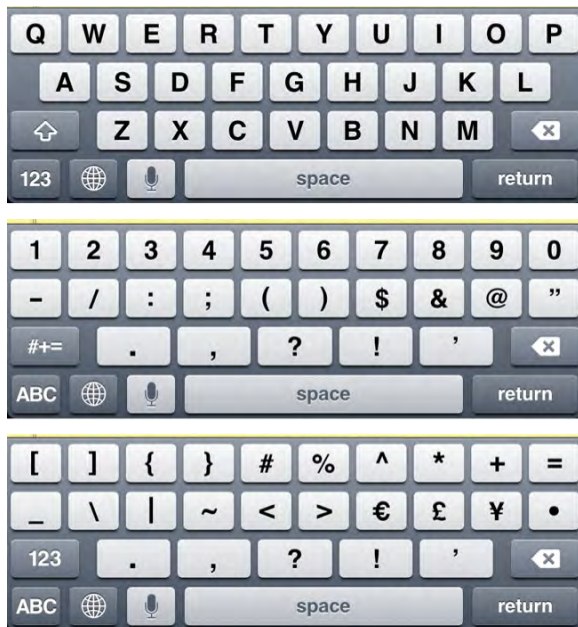 Q W E R T Y U I O P
A S D F G H J K L
Z X C V B N M
123 space return
1 2 3 4 5 6 7 8 9 0
- / : ; ( ) $ & @ ”
#+= . , ? ! ’
ABC space return
[ ] { } # % ^ * + =
_ \ | ~ < > € £ ¥ •
123 . , ? ! ’
ABC space return